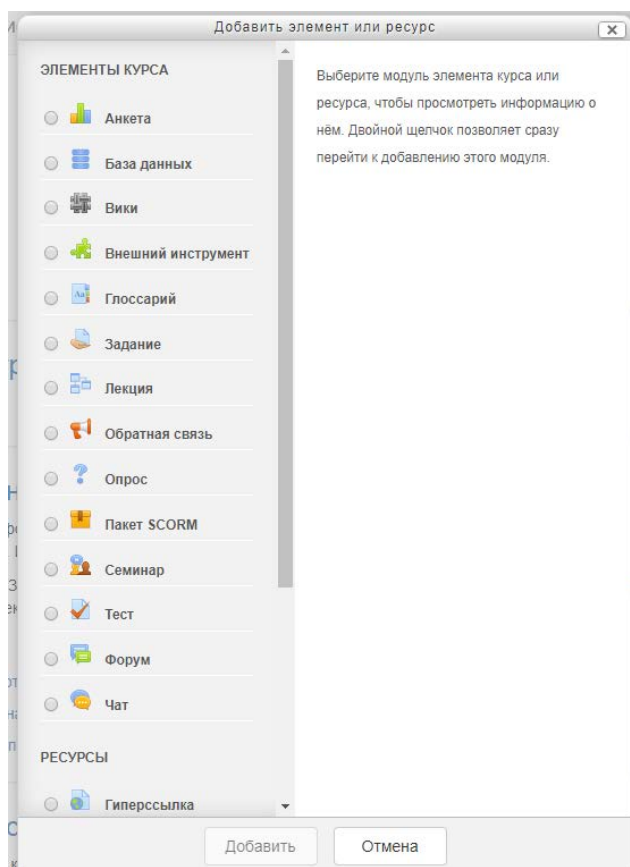 Добавить элемент или ресурс
ЭЛЕМЕНТЫ КУРСА
Анкета
База данных
Вики
Внешний инструмент
Глоссарий
Задание
Лекция
Обратная связь
Опрос
Пакет SCORM
Семинар
Тест
Форум
Чат
РЕСУРСЫ
Гиперссылка
Выберите модуль элемента курса или
ресурса, чтобы просмотреть информацию о
нём. Двойной щелчок позволяет сразу
перейти к добавлению этого модуля.
Добавить
Отмена